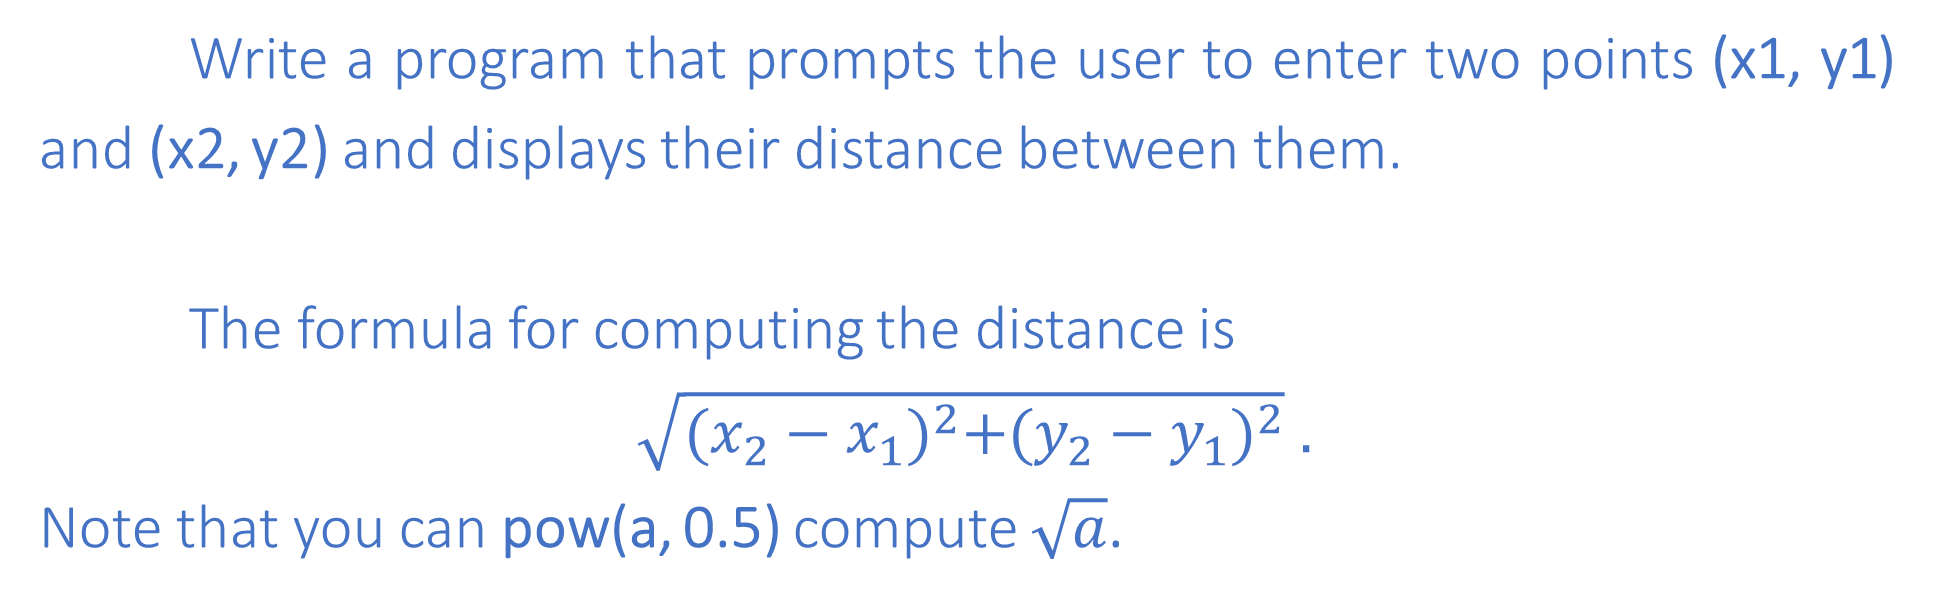 Write a program that prompts the user to enter two points (x1, y1)
and (x2, y2) and displays their distance between them.
The formula for computing the distance is
√((x₂ − x₁)²+(y₂ − y₁)²) .
Note that you can pow(a, 0.5) compute √a.